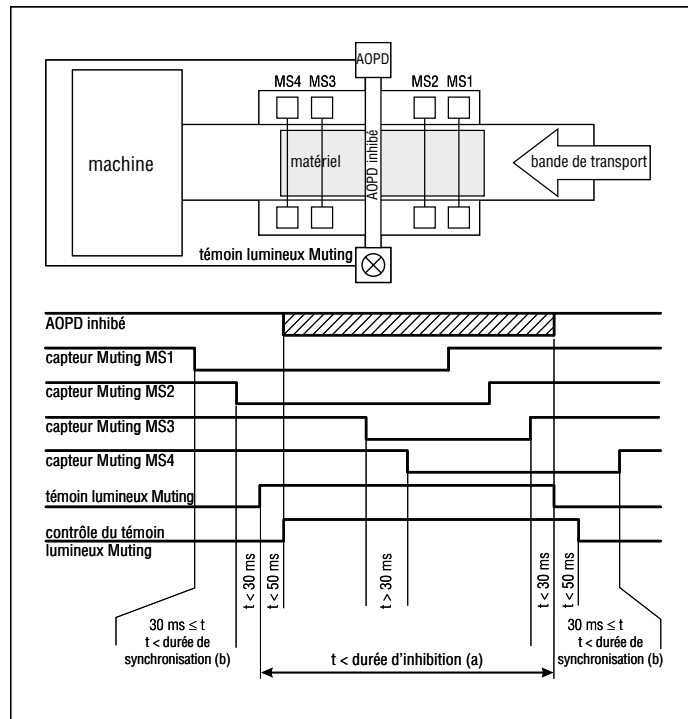 AOPD
MS4 MS3 MS2 MS1
machine
matériel
AOPD inhibé
bande de transport
témoin lumineux Muting
AOPD inhibé
capteur Muting MS1
capteur Muting MS2
capteur Muting MS3
capteur Muting MS4
témoin lumineux Muting
contrôle du témoin
lumineux Muting
t < 30 ms
t < 50 ms
t > 30 ms
t < 30 ms
t < 50 ms
30 ms ≤ t
t < durée de
synchronisation (b)
t < durée d'inhibition (a)
30 ms ≤ t
t < durée de
synchronisation (b)